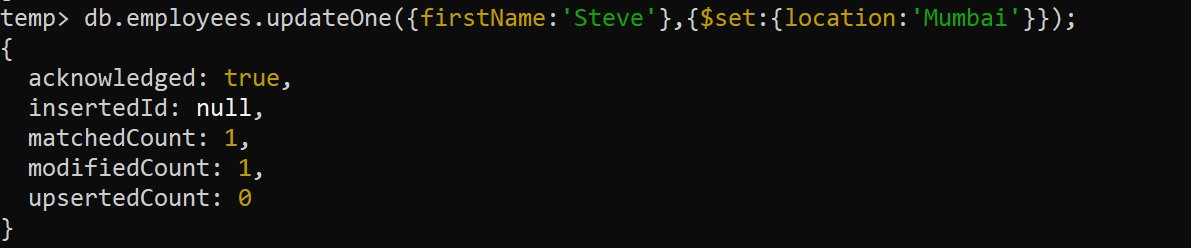 temp> db.employees.updateOne({firstName:'Steve'},{$set:{location:'Mumbai'}});
{
  acknowledged: true,
  insertedId: null,
  matchedCount: 1,
  modifiedCount: 1,
  upsertedCount: 0
}